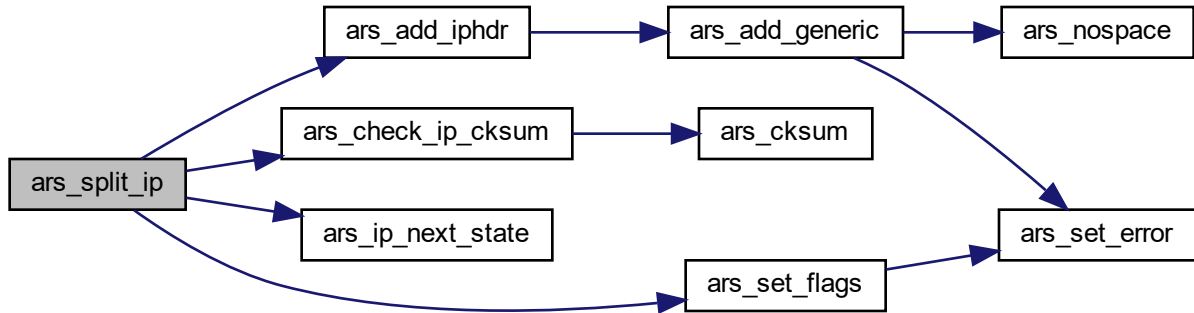 ars_add_iphdr
ars_add_generic
ars_nospace
ars_check_ip_cksum
ars_cksum
ars_split_ip
ars_ip_next_state
ars_set_error
ars_set_flags